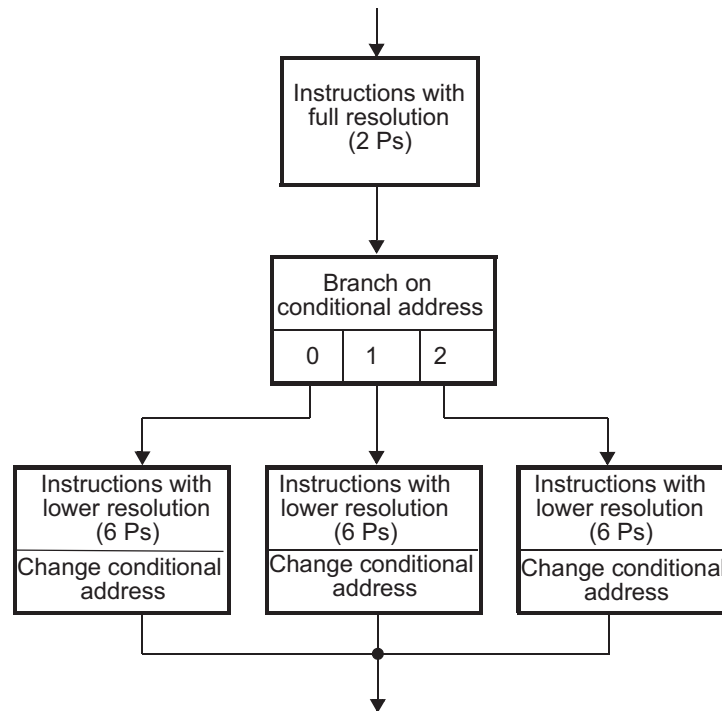 Instructions with
full resolution
(2 Ps)
Branch on
conditional address
0 1 2
Instructions with
lower resolution
(6 Ps)
Change conditional
address
Instructions with
lower resolution
(6 Ps)
Change conditional
address
Instructions with
lower resolution
(6 Ps)
Change conditional
address